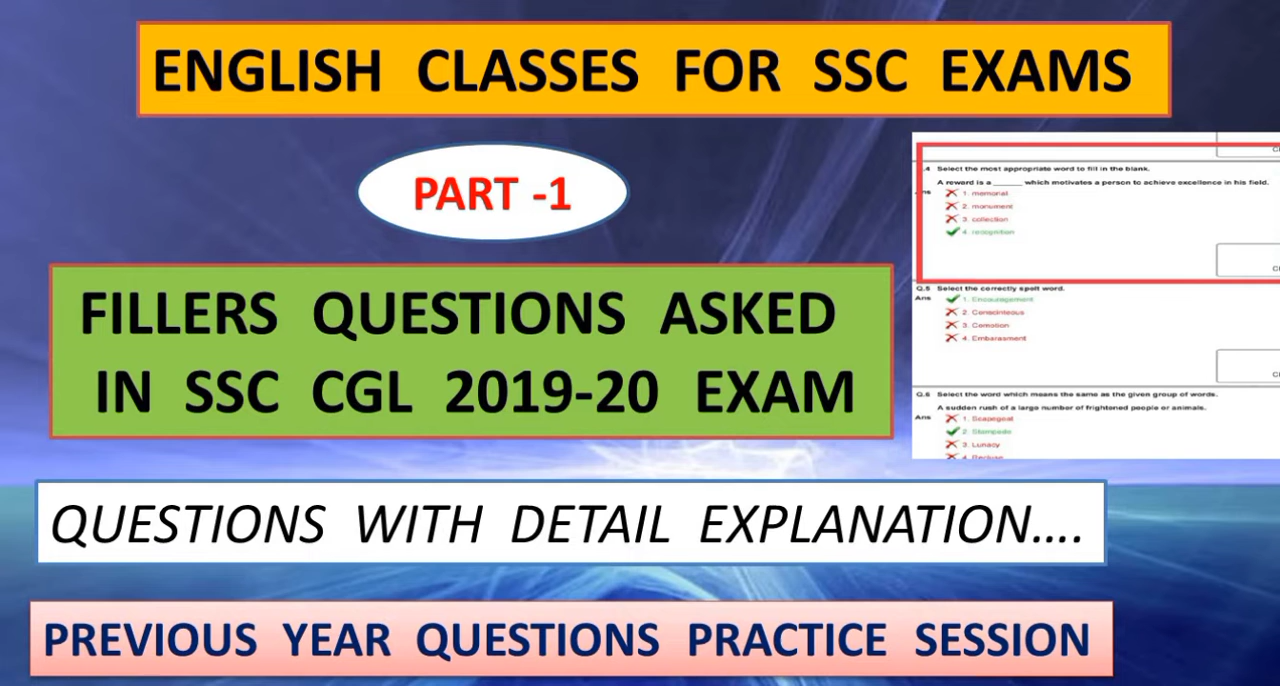 ENGLISH CLASSES FOR SSC EXAMS
PART -1
FILLERS QUESTIONS ASKED
IN SSC CGL 2019-20 EXAM
QUESTIONS WITH DETAIL EXPLANATION....
PREVIOUS YEAR QUESTIONS PRACTICE SESSION
.4 Select the most appropriate word to fill in the blank.
A reward is a ______ which motivates a person to achieve excellence in his field.
1. memorial
2. monument
3. collection
4. recognition
Q.5 Select the correctly spelt word.
Ans 1. Encouragement
2. Conscinteous
3. Comotion
4. Embarasment
Q.6 Select the word which means the same as the given group of words.
A sudden rush of a large number of frightened people or animals.
Ans 1. Scapegoat
2. Stampede
3. Lunacy
4. Recluse